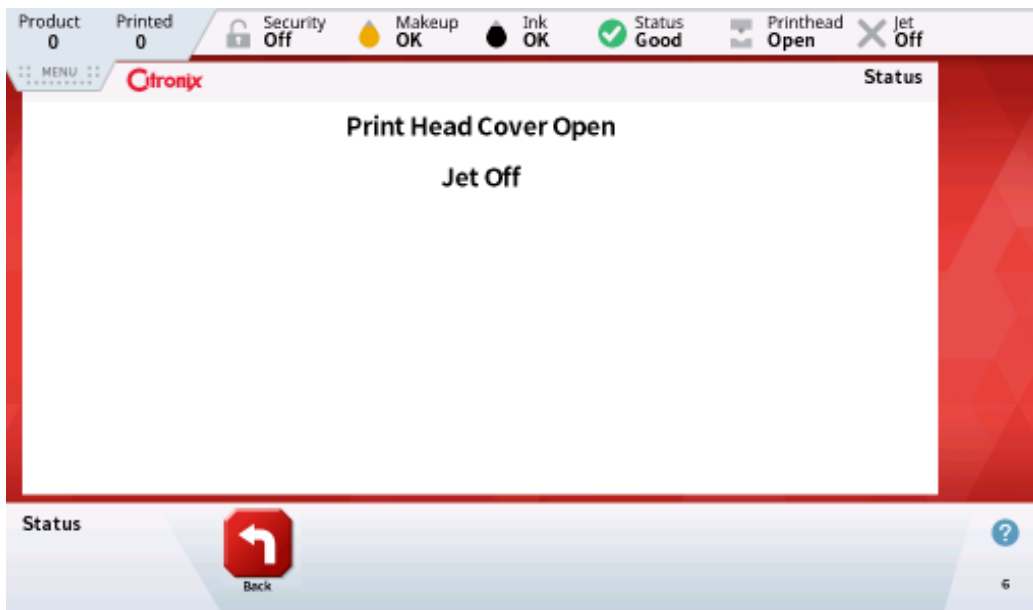 Product Printed Security Makeup Ink Status Printhead Jet
0 0 Off OK OK Good Open Off
MENU Citronix Status
Print Head Cover Open
Jet Off
Status
?
Back 6